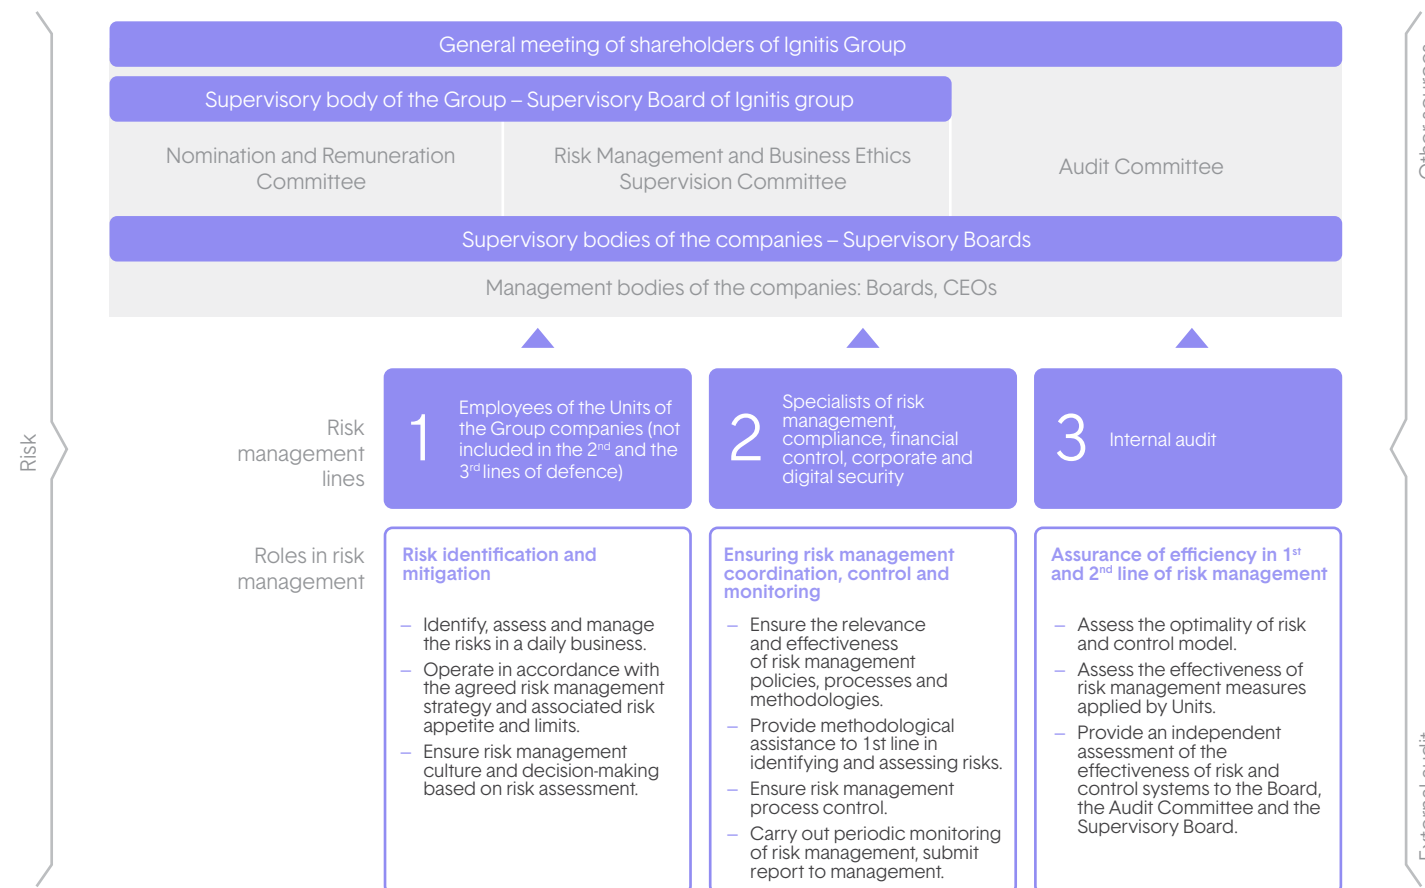 General meeting of shareholders of Ignitis Group
Supervisory body of the Group – Supervisory Board of Ignitis group
Nomination and Remuneration
Committee
Risk Management and Business Ethics
Supervision Committee
Audit Committee
Supervisory bodies of the companies – Supervisory Boards
Management bodies of the companies: Boards, CEOs
Risk
Risk
management
lines
1
Employees of the Units of
the Group companies (not
included in the 2nd and the
3rd lines of defence)
2
Specialists of risk
management,
compliance, financial
control, corporate and
digital security
3
Internal audit
Roles in risk
management
Risk identification and
mitigation
– Identify, assess and manage
the risks in a daily business.
– Operate in accordance with
the agreed risk management
strategy and associated risk
appetite and limits.
– Ensure risk management
culture and decision-making
based on risk assessment.
Ensuring risk management
coordination, control and
monitoring
– Ensure the relevance
and effectiveness
of risk management
policies, processes and
methodologies.
– Provide methodological
assistance to 1st line in
identifying and assessing risks.
– Ensure risk management
process control.
– Carry out periodic monitoring
of risk management, submit
report to management.
Assurance of efficiency in 1st
and 2nd line of risk management
– Assess the optimality of risk
and control model.
– Assess the effectiveness of
risk management measures
applied by Units.
– Provide an independent
assessment of the
effectiveness of risk and
control systems to the Board,
the Audit Committee and the
Supervisory Board.
Other sources
External audit